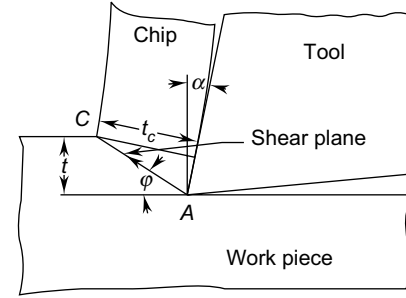 Chip
Tool
α
C
t_c
Shear plane
t
φ
A
Work piece